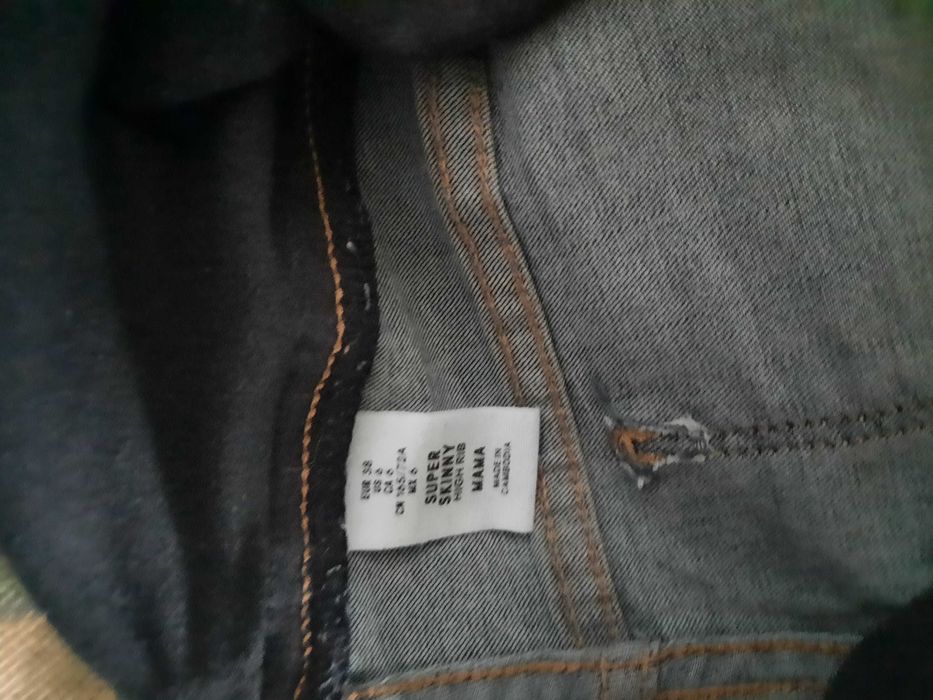 EUR 38
US 6
CA 6
CN 165/72A
MX 6
SUPER
SKINNY
HIGH RIB
MAMA
MADE IN
CAMBODIA